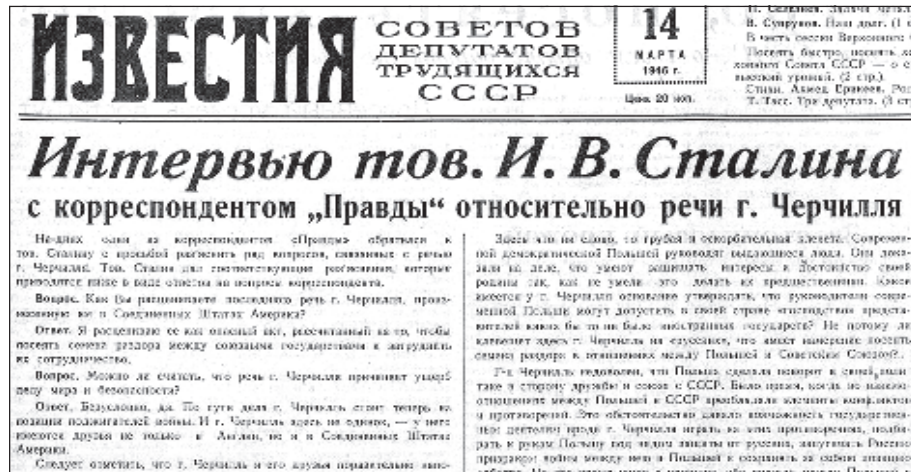 ИЗВЕСТИЯ
СОВЕТОВ
ДЕПУТАТОВ
ТРУДЯЩИХСЯ
СССР
14
МАРТА
1946 г.
Цена 20 коп.
В. Супрунов. Наш долг. (1
Интервью тов. И. В. Сталина
с корреспондентом „Правды“ относительно речи г. Черчилля
На-днях один из корреспондентов «Правды» обратился к
тов. Сталину с просьбой разъяснить ряд вопросов, связанных с речью
г. Черчилля. Тов. Сталин дал соответствующие разъяснения, которые
приводятся ниже в виде ответов на вопросы корреспондента.
Вопрос. Как Вы расцениваете последнюю речь г. Черчилля, произ-
несенную им в Соединенных Штатах Америки?
Ответ. Я расцениваю ее как опасный акт, рассчитанный на то, чтобы
посеять семена раздора между союзными государствами и затруднить
их сотрудничество.
Вопрос. Можно ли считать, что речь г. Черчилля причиняет ущерб
делу мира и безопасности?
Ответ. Безусловно, да. По сути дела г. Черчилль стоит теперь на
позиции поджигателей войны. И г. Черчилль здесь не одинок, — у него
имеются друзья не только в Англии, но и в Соединенных Штатах
Америки.
Следует отметить, что г. Черчилль и его друзья поразительно напо-
Здесь что ни слово, то грубая и оскорбительная клевета. Современ-
ной демократической Польшей руководят выдающиеся люди. Они дока-
зали на деле, что умеют защищать интересы и достоинство своей
родины так, как не умели это делать их предшественники. Какое
имеется у г. Черчилля основание утверждать, что руководители совре-
менной Польши могут допустить в своей стране «господство» предста-
вителей каких бы то ни было иностранных государств? Не потому ли
клевещет здесь г. Черчилль на «русских», что имеет намерение посеять
семена раздора в отношениях между Польшей и Советским Союзом?..
Г-н Черчилль недоволен, что Польша сделала поворот в своей поли-
тике в сторону дружбы и союза с СССР. Было время, когда во взаимо-
отношениях между Польшей и СССР преобладали элементы конфликтов
и противоречий. Это обстоятельство давало возможность государствен-
ным деятелям вроде г. Черчилля играть на этих противоречиях, подби-
рать к рукам Польшу под видом защиты от русских, запугивать Россию
призраком войны между нею и Польшей и сохранять за собою позицию